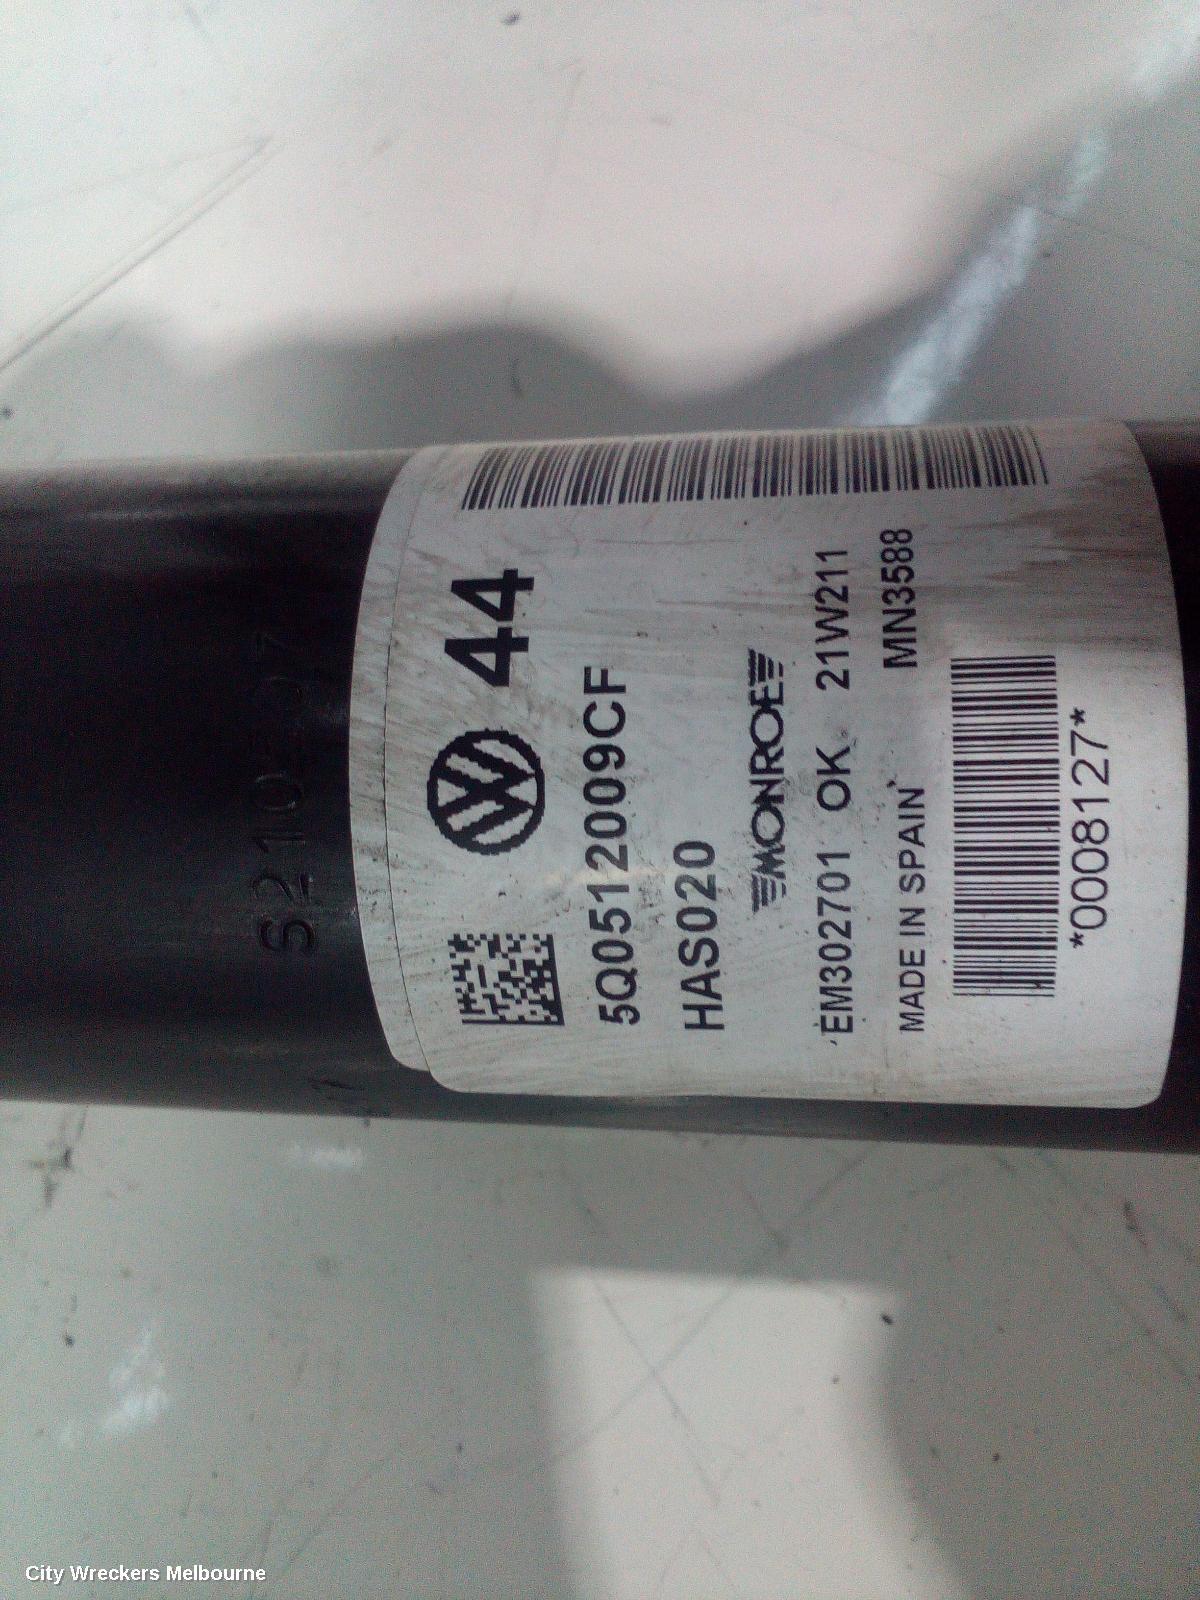 44
5Q0512009CF
HAS020
MONROE
EM302701 OK 21W211
MADE IN SPAIN MN3588
*0008127*
City Wreckers Melbourne